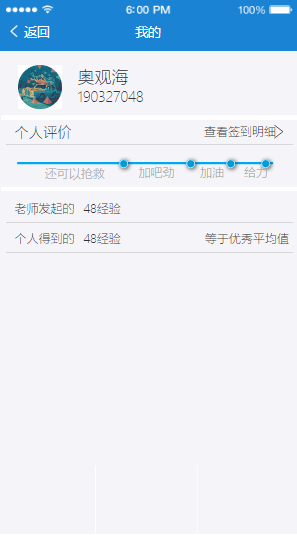 6:00 PM 100%
返回 我的
奥观海
190327048
个人评价 查看签到明细
还可以抢救 加吧劲 加油 给力
老师发起的 48经验
个人得到的 48经验 等于优秀平均值